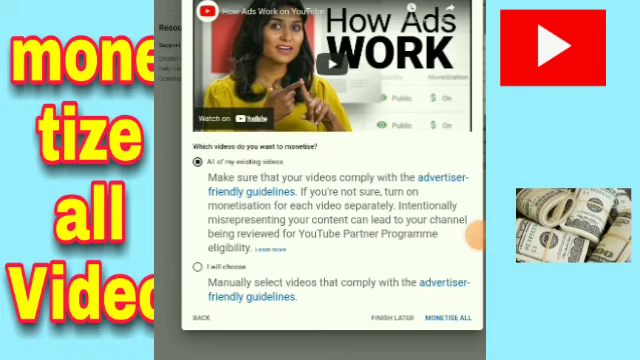 mone
tize
all
Video
Resou
Suppor
How Ads Work on YouTube
How Ads
WORK
Monetization
Public
$ On
Public
$ On
Watch on YouTube
Which videos do you want to monetise?
All of my existing videos
Make sure that your videos comply with the advertiser-
friendly guidelines. If you're not sure, turn on
monetisation for each video separately. Intentionally
misrepresenting your content can lead to your channel
being reviewed for YouTube Partner Programme
eligibility. Learn more
I will choose
Manually select videos that comply with the advertiser-
friendly guidelines.
BACK
FINISH LATER
MONETISE ALL